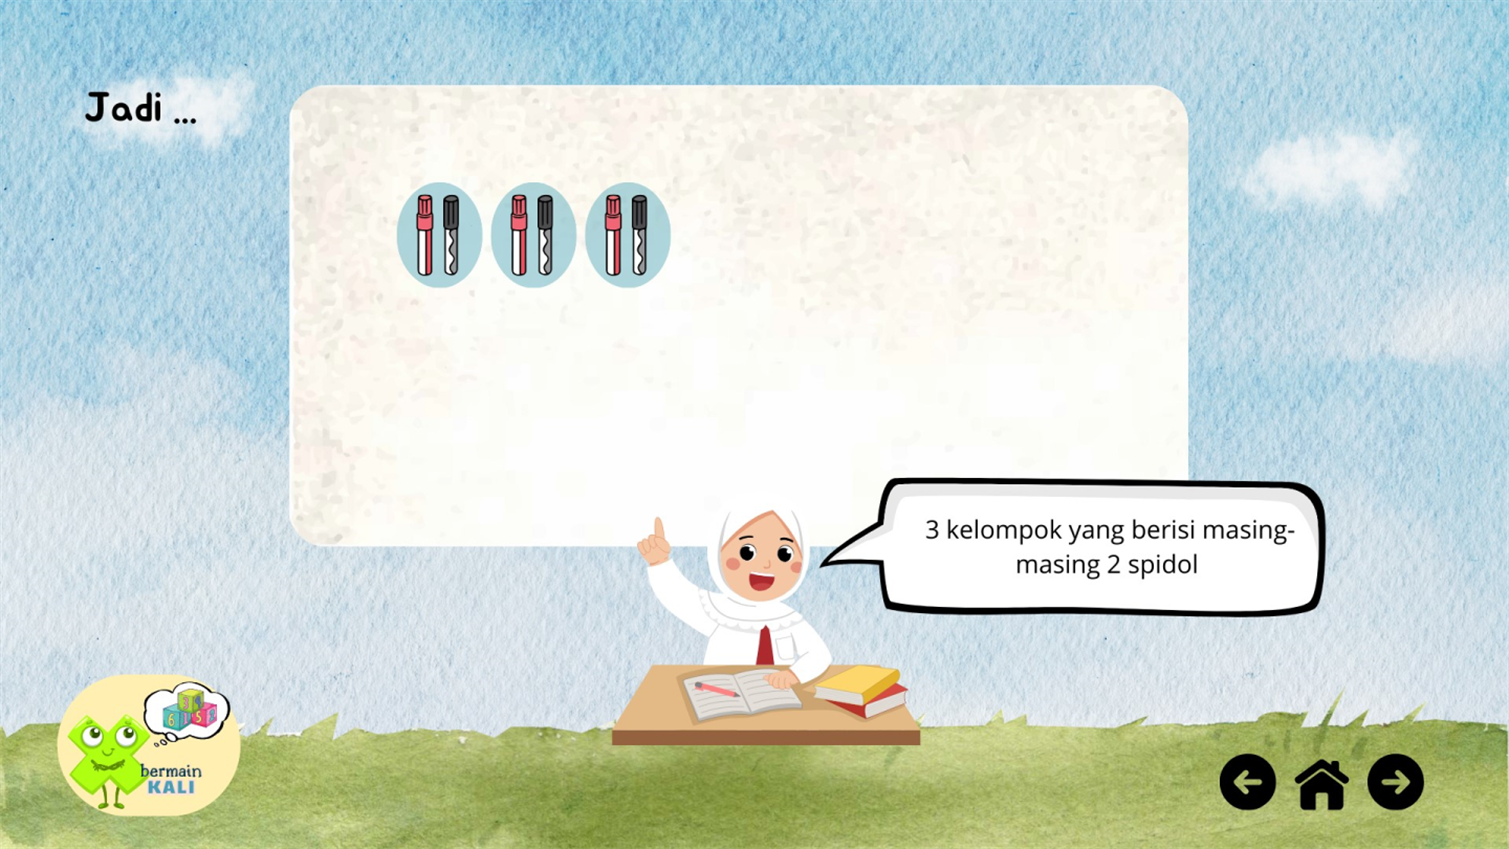 Jadi ...
3 kelompok yang berisi masing-
masing 2 spidol
bermain
KALI